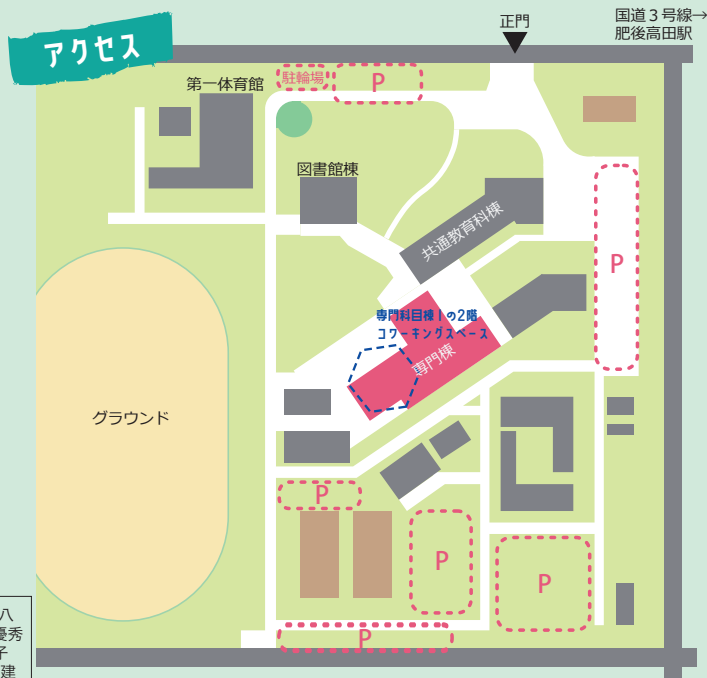 アクセス
正門
国道３号線→
肥後高田駅
第一体育館
駐輪場
P
図書館棟
共通教育科棟
P
専門科目棟Ⅰの2階
コワーキングスペース
専門棟
グラウンド
P
P
P
P
八
優秀
子
建